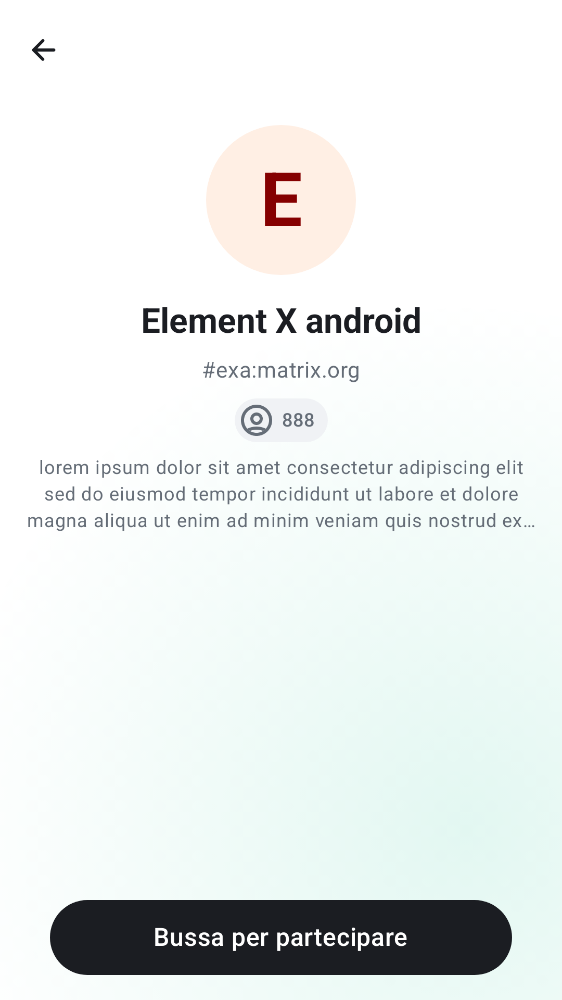 E
Element X android
#exa:matrix.org
888
lorem ipsum dolor sit amet consectetur adipiscing elit
sed do eiusmod tempor incididunt ut labore et dolore
magna aliqua ut enim ad minim veniam quis nostrud ex…
Bussa per partecipare